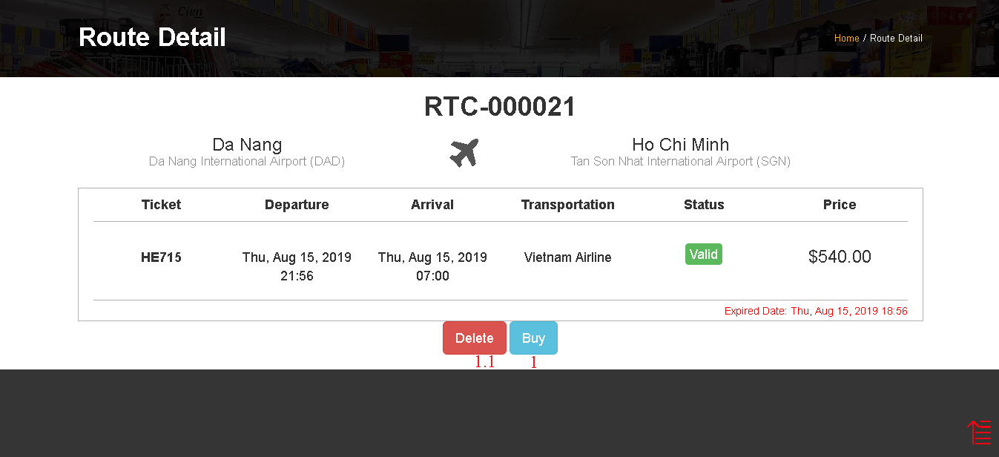 Cien
Route Detail
Home / Route Detail
RTC-000021
Da Nang
Da Nang International Airport (DAD)
Ho Chi Minh
Tan Son Nhat International Airport (SGN)
Ticket Departure Arrival Transportation Status Price
HE715 Thu, Aug 15, 2019 21:56 Thu, Aug 15, 2019 07:00 Vietnam Airline Valid $540.00
Expired Date: Thu, Aug 15, 2019 18:56
Delete Buy
1.1 1